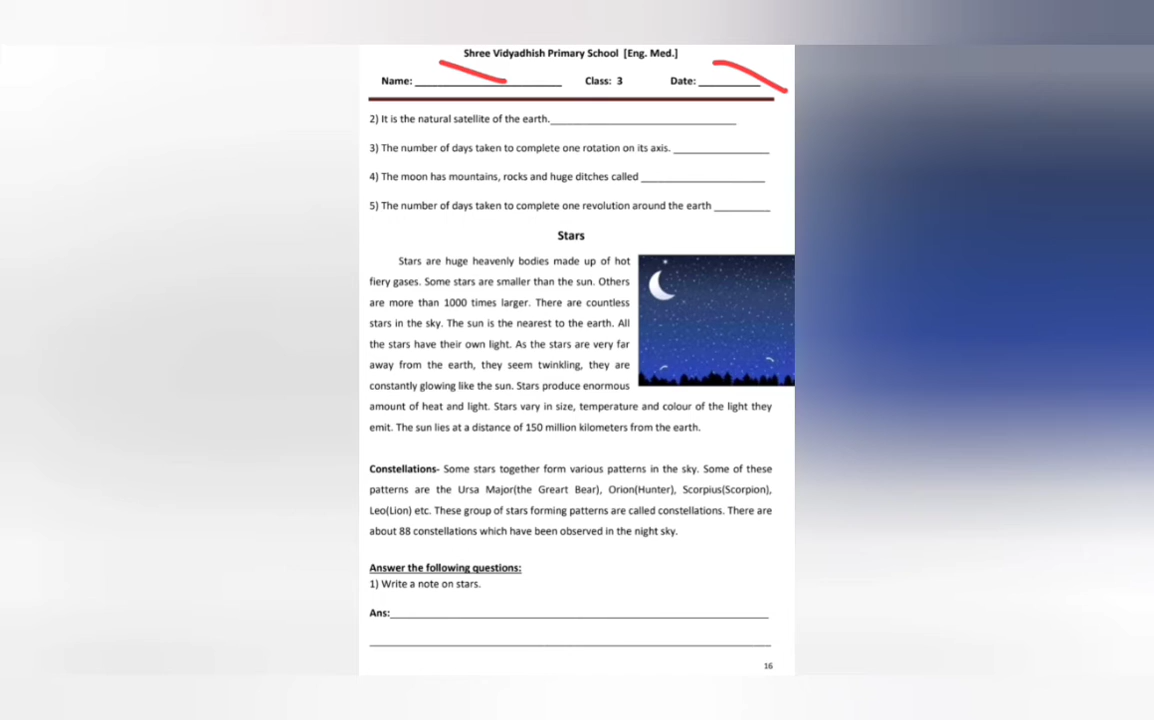 Shree Vidyadhish Primary School [Eng. Med.]
Name: ____________________ Class: 3 Date: __________
2) It is the natural satellite of the earth.______________________________
3) The number of days taken to complete one rotation on its axis. ________________
4) The moon has mountains, rocks and huge ditches called ____________________
5) The number of days taken to complete one revolution around the earth _________
Stars
Stars are huge heavenly bodies made up of hot
fiery gases. Some stars are smaller than the sun. Others
are more than 1000 times larger. There are countless
stars in the sky. The sun is the nearest to the earth. All
the stars have their own light. As the stars are very far
away from the earth, they seem twinkling, they are
constantly glowing like the sun. Stars produce enormous
amount of heat and light. Stars vary in size, temperature and colour of the light they
emit. The sun lies at a distance of 150 million kilometers from the earth.
Constellations- Some stars together form various patterns in the sky. Some of these
patterns are the Ursa Major(the Greart Bear), Orion(Hunter), Scorpius(Scorpion),
Leo(Lion) etc. These group of stars forming patterns are called constellations. There are
about 88 constellations which have been observed in the night sky.
Answer the following questions:
1) Write a note on stars.
Ans:______________________________________________________________
__________________________________________________________________
16